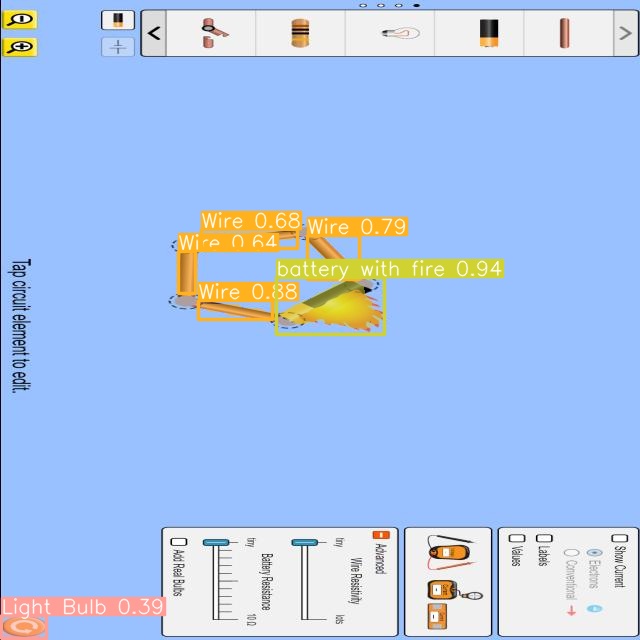 Wire 0.68
Wire 0.79
Wire 0.64
battery with fire 0.94
Wire 0.88
Light Bulb 0.39
Tap circuit element to edit.
Show Current
Electrons
Conventional
Labels
Values
Advanced
Wire Resistivity
tiny
lots
Battery Resistance
tiny
10 Ω
Add Real Bulbs